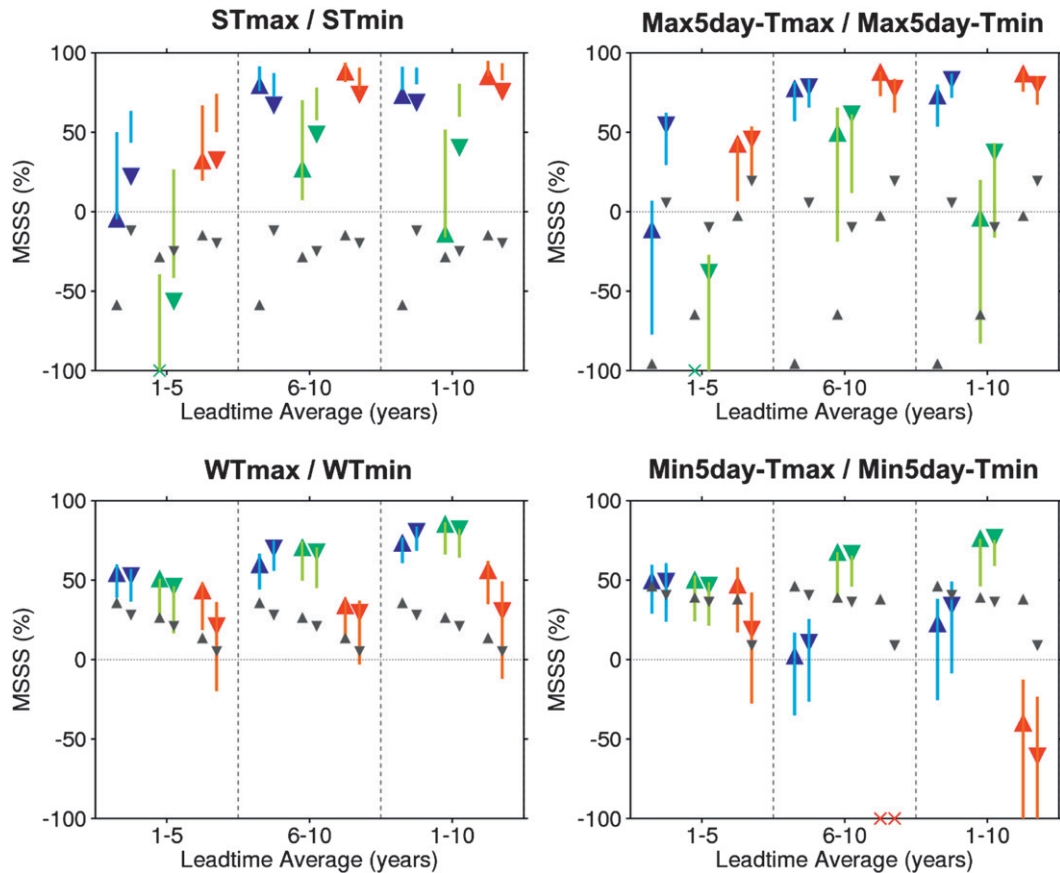 STmax / STmin
MSSS (%)
100
50
0
-50
-100
1-5
6-10
1-10
Leadtime Average (years)
Max5day-Tmax / Max5day-Tmin
MSSS (%)
100
50
0
-50
-100
1-5
6-10
1-10
Leadtime Average (years)
WTmax / WTmin
MSSS (%)
100
50
0
-50
-100
1-5
6-10
1-10
Leadtime Average (years)
Min5day-Tmax / Min5day-Tmin
MSSS (%)
100
50
0
-50
-100
1-5
6-10
1-10
Leadtime Average (years)